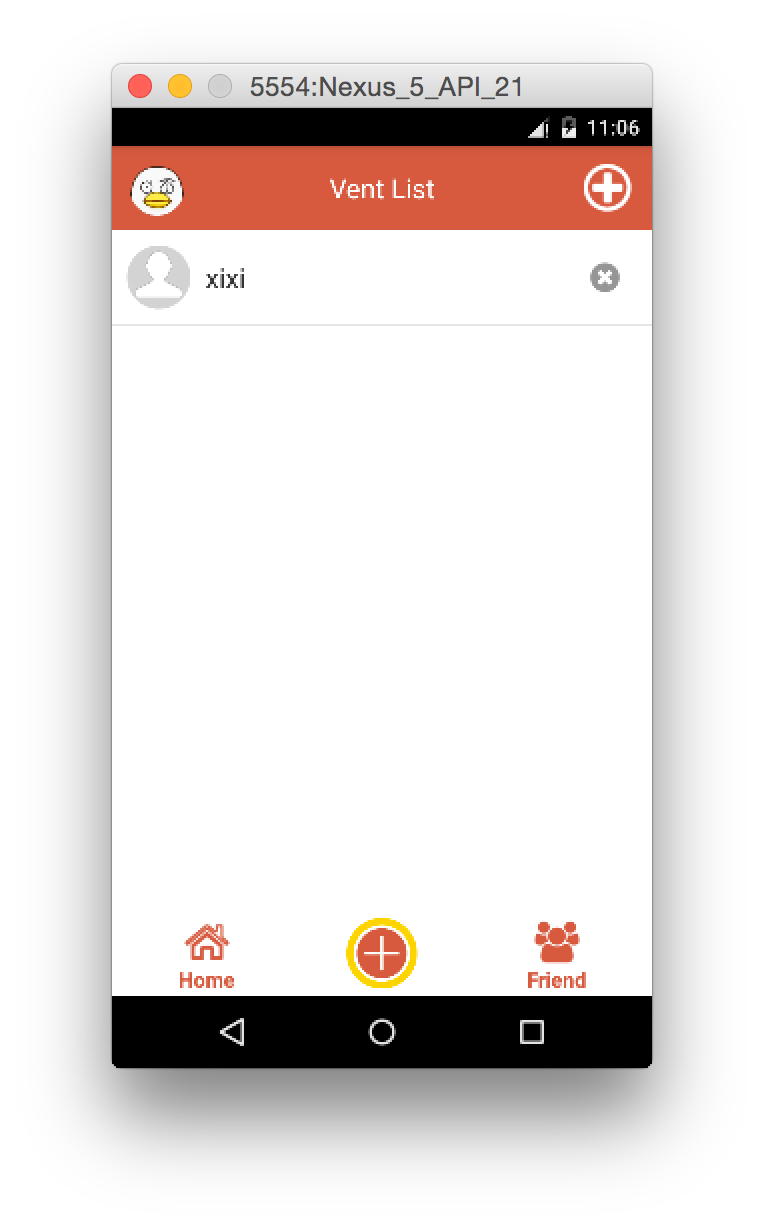 5554:Nexus_5_API_21
11:06
Vent List
xixi
Home
Friend